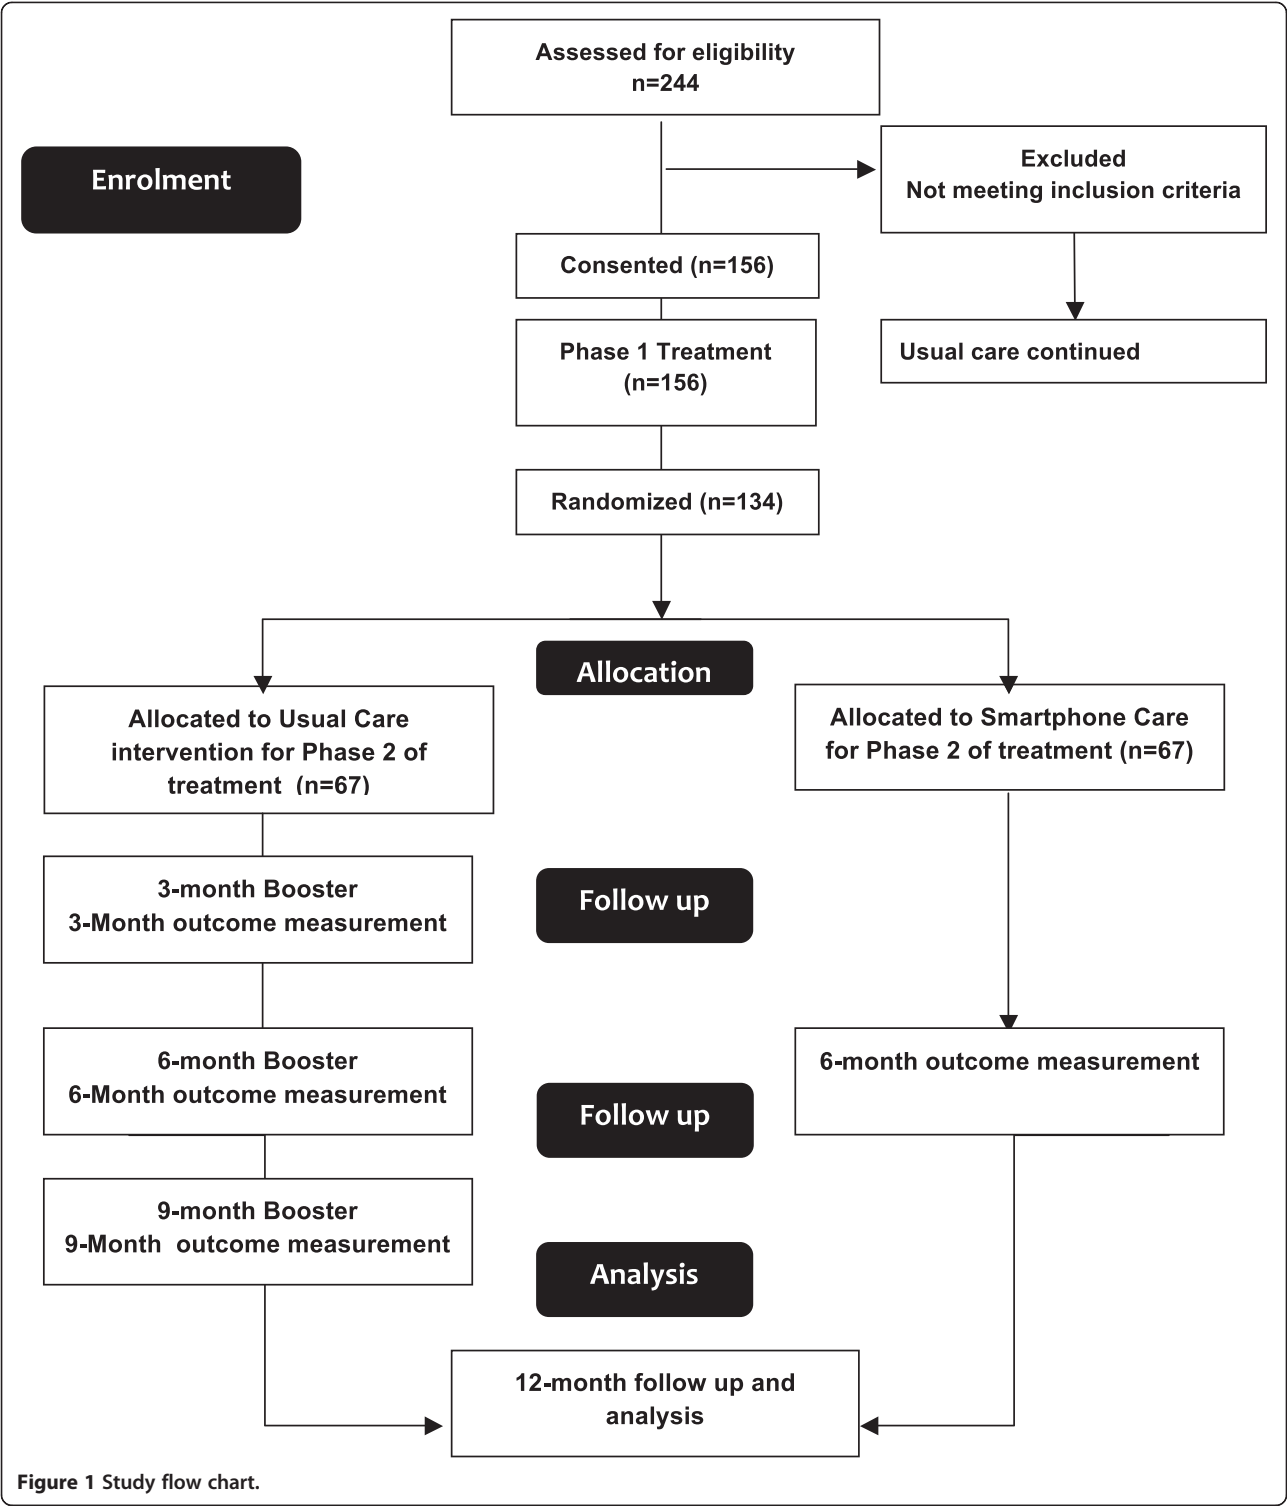 Assessed for eligibility
n=244
Enrolment
Excluded
Not meeting inclusion criteria
Consented (n=156)
Phase 1 Treatment
(n=156)
Usual care continued
Randomized (n=134)
Allocation
Allocated to Usual Care
intervention for Phase 2 of
treatment (n=67)
Allocated to Smartphone Care
for Phase 2 of treatment (n=67)
3-month Booster
3-Month outcome measurement
Follow up
6-month Booster
6-Month outcome measurement
6-month outcome measurement
Follow up
9-month Booster
9-Month outcome measurement
Analysis
12-month follow up and
analysis
Figure 1 Study flow chart.